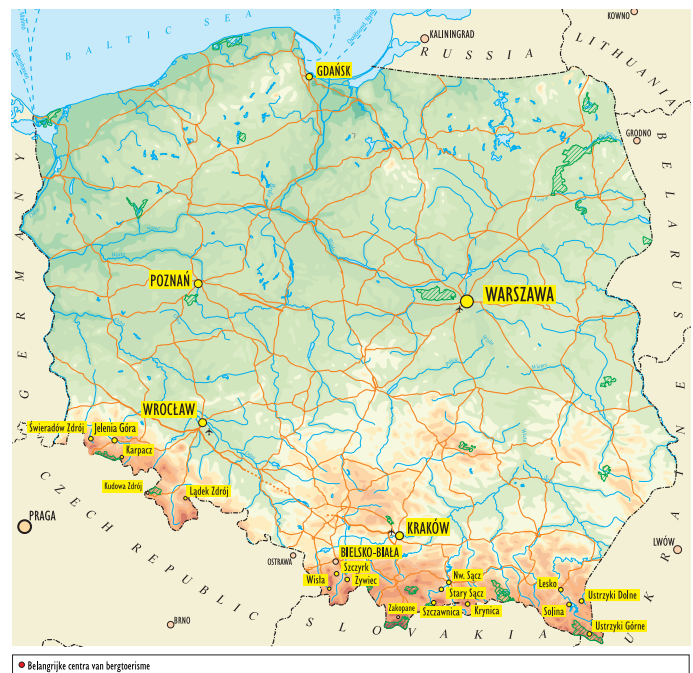 KOWNO
BALTIC SEA
KALININGRAD
RUSSIA
LITHUANIA
GDAŃSK
GRODNO
BELARUS
GERMANY
POZNAŃ
WARSZAWA
WROCŁAW
Świeradów Zdrój
Jelenia Góra
Karpacz
Kudowa Zdrój
Lądek Zdrój
CZECH REPUBLIC
PRAGA
KRAKÓW
UKRAINE
LWÓW
OSTRAWA
BIELSKO-BIAŁA
Szczyrk
Wisła
Żywiec
Nw. Sącz
Stary Sącz
Zakopane
Szczawnica
Krynica
Lesko
Ustrzyki Dolne
Solina
Ustrzyki Górne
BRNO
SLOVAKIA
Belangrijke centra van bergtoerisme